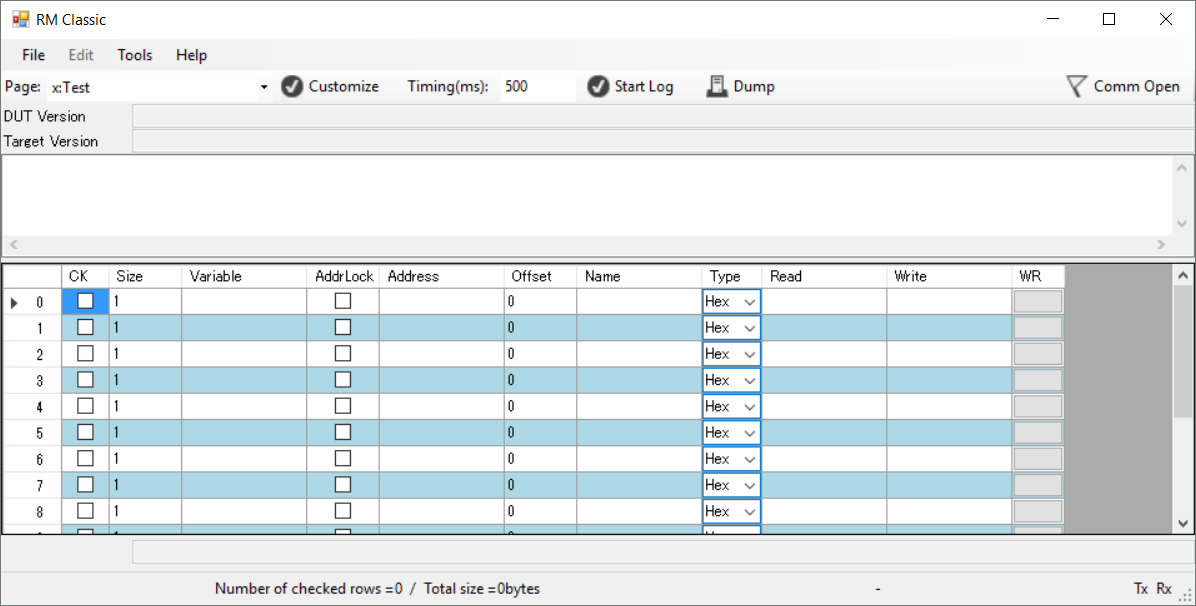 RM Classic
File Edit Tools Help
Page: x:Test Customize Timing(ms): 500 Start Log Dump Comm Open
DUT Version
Target Version
CK Size Variable AddrLock Address Offset Name Type Read Write WR
0 1 0 Hex
1 1 0 Hex
2 1 0 Hex
3 1 0 Hex
4 1 0 Hex
5 1 0 Hex
6 1 0 Hex
7 1 0 Hex
8 1 0 Hex
Number of checked rows =0 / Total size =0bytes - Tx Rx